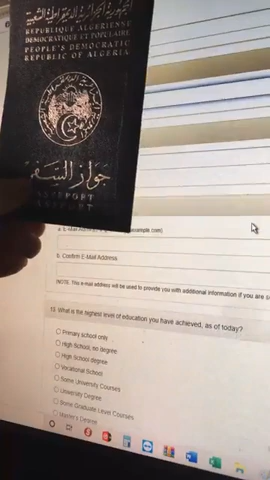 الجمهورية الجزائرية الديمقراطية الشعبية
REPUBLIQUE ALGERIENNE
DEMOCRATIQUE ET POPULAIRE
PEOPLE'S DEMOCRATIC
REPUBLIC OF ALGERIA
جواز السفر
PASSEPORT
PASSPORT
b. Confirm E-Mail Address
(NOTE: This e-mail address will be used to provide you with additional information if you are
13. What is the highest level of education you have achieved, as of today?
Primary school only
High School, no degree
High School degree
Vocational School
Some University Courses
University Degree
Some Graduate Level Courses
Master's Degree